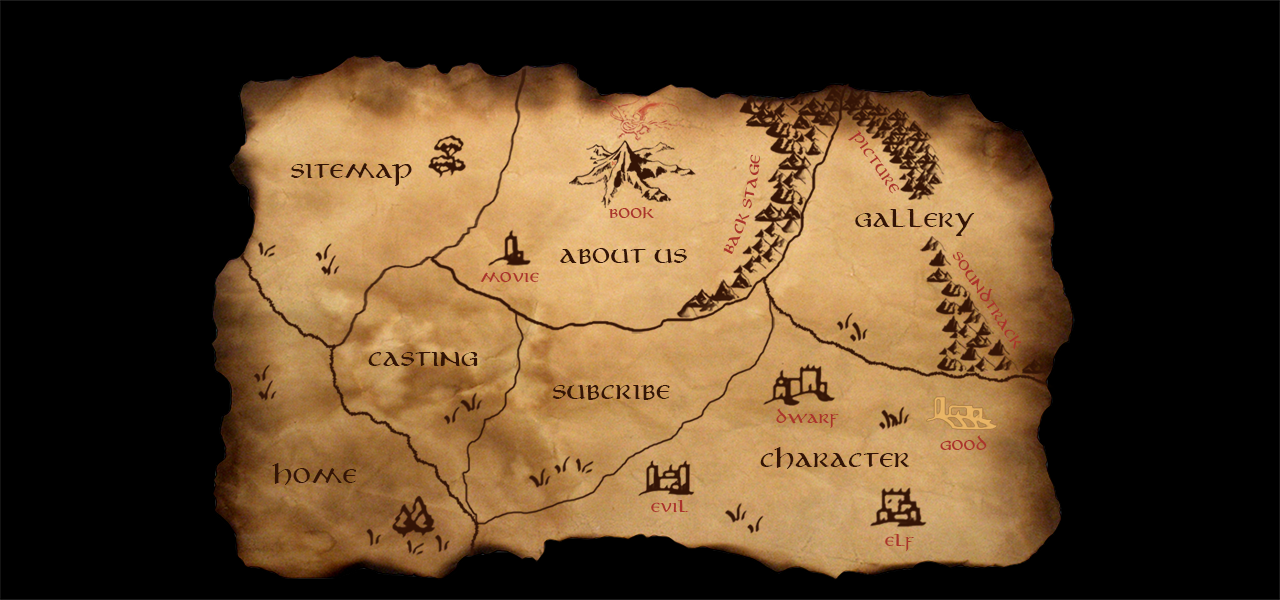 SITEMAP
BOOK
BACK STAGE
PICTURE
GALLERY
ABOUT US
MOVIE
SOUNDTRACK
CASTING
SUBCRIBE
DWARF
GOOD
CHARACTER
HOME
EVIL
ELF